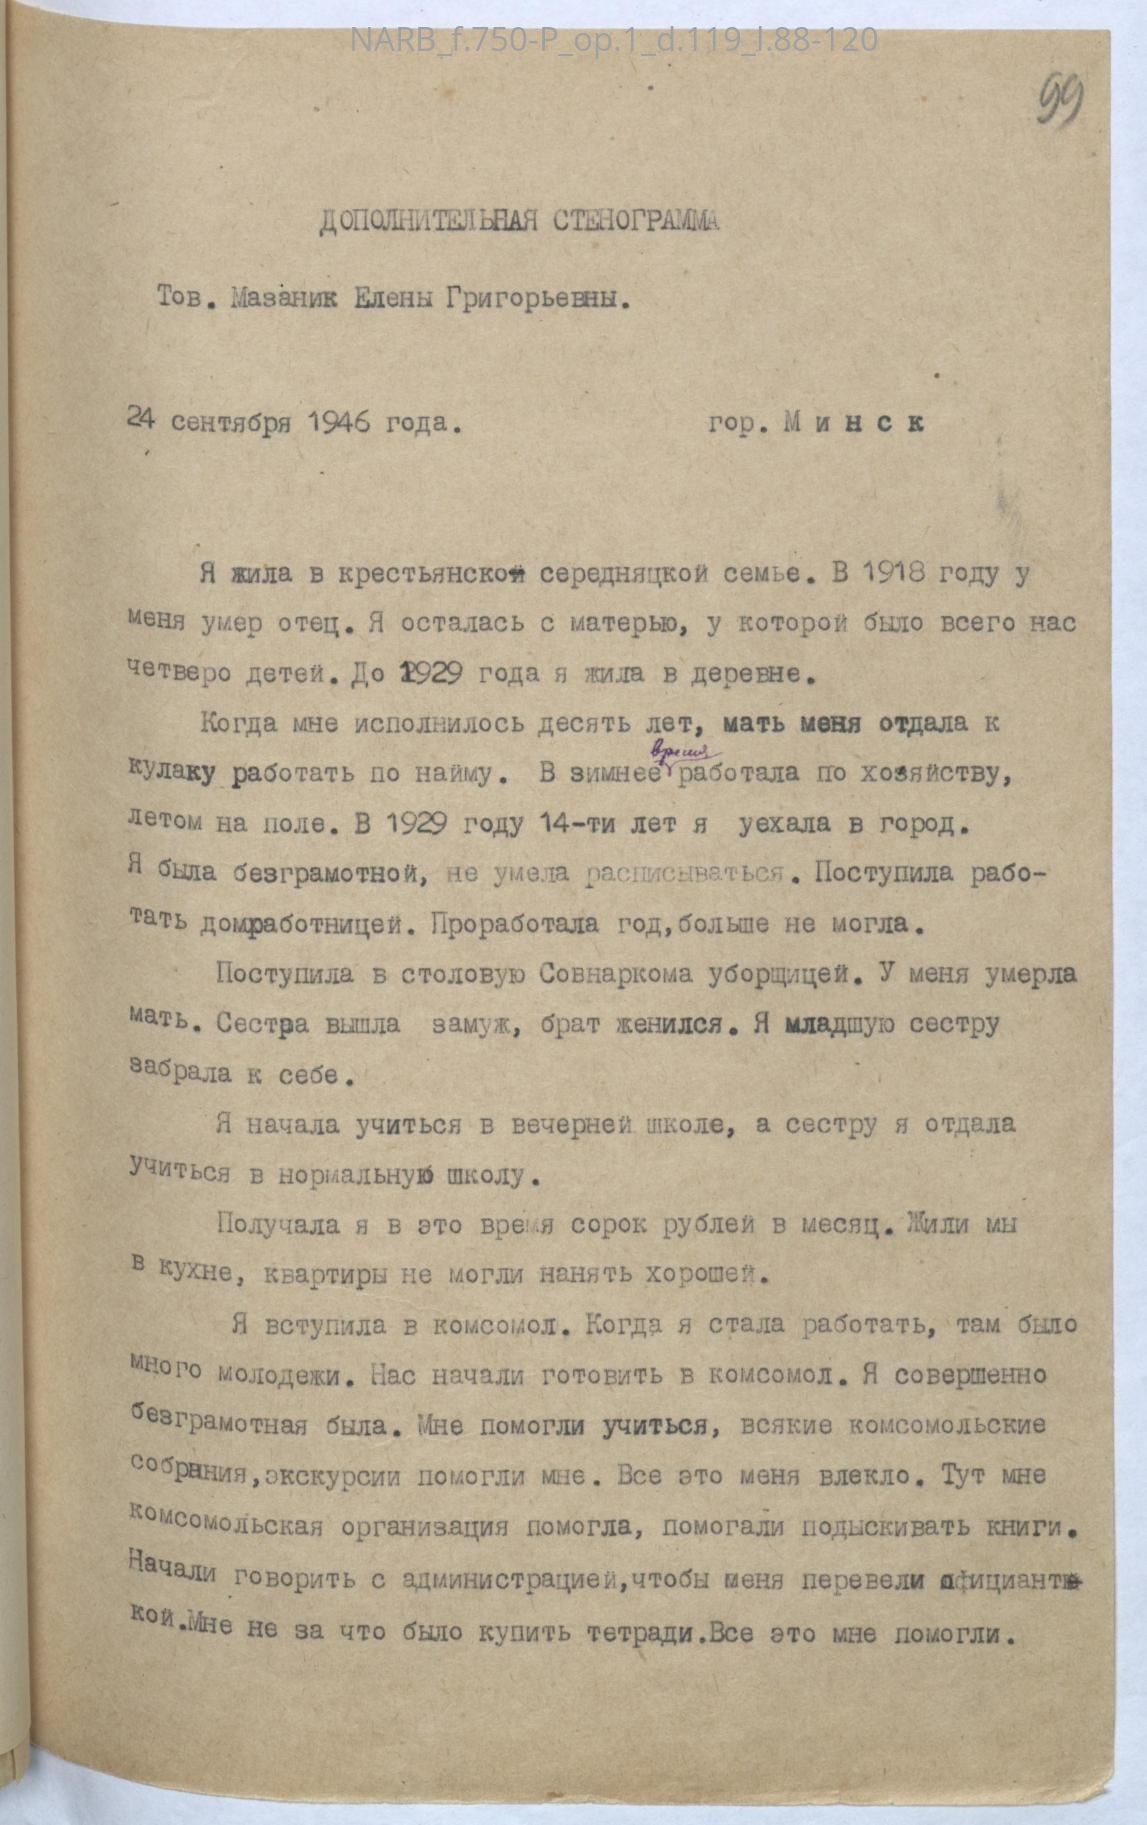 NARB_f.750-P_op.1_d.119_l.88-120
99
ДОПОЛНИТЕЛЬНАЯ СТЕНОГРАММА
Тов. Мазаник Елены Григорьевны.
24 сентября 1946 года. гор. Минск
Я жила в крестьянской середняцкой семье. В 1918 году у
меня умер отец. Я осталась с матерью, у которой было всего нас
четверо детей. До 1929 года я жила в деревне.
Когда мне исполнилось десять лет, мать меня отдала к
кулаку работать по найму. В зимнее время работала по хозяйству,
летом на поле. В 1929 году 14-ти лет я уехала в город.
Я была безграмотной, не умела расписываться. Поступила рабо-
тать домработницей. Проработала год,больше не могла.
Поступила в столовую Совнаркома уборщицей. У меня умерла
мать. Сестра вышла замуж, брат женился. Я младшую сестру
забрала к себе.
Я начала учиться в вечерней школе, а сестру я отдала
учиться в нормальную школу.
Получала я в это время сорок рублей в месяц. Жили мы
в кухне, квартиры не могли нанять хорошей.
Я вступила в комсомол. Когда я стала работать, там было
много молодежи. Нас начали готовить в комсомол. Я совершенно
безграмотная была. Мне помогли учиться, всякие комсомольские
собрания,экскурсии помогли мне. Все это меня влекло. Тут мне
комсомольская организация помогла, помогали подыскивать книги.
Начали говорить с администрацией,чтобы меня перевели официант-
кой.Мне не за что было купить тетради.Все это мне помогли.